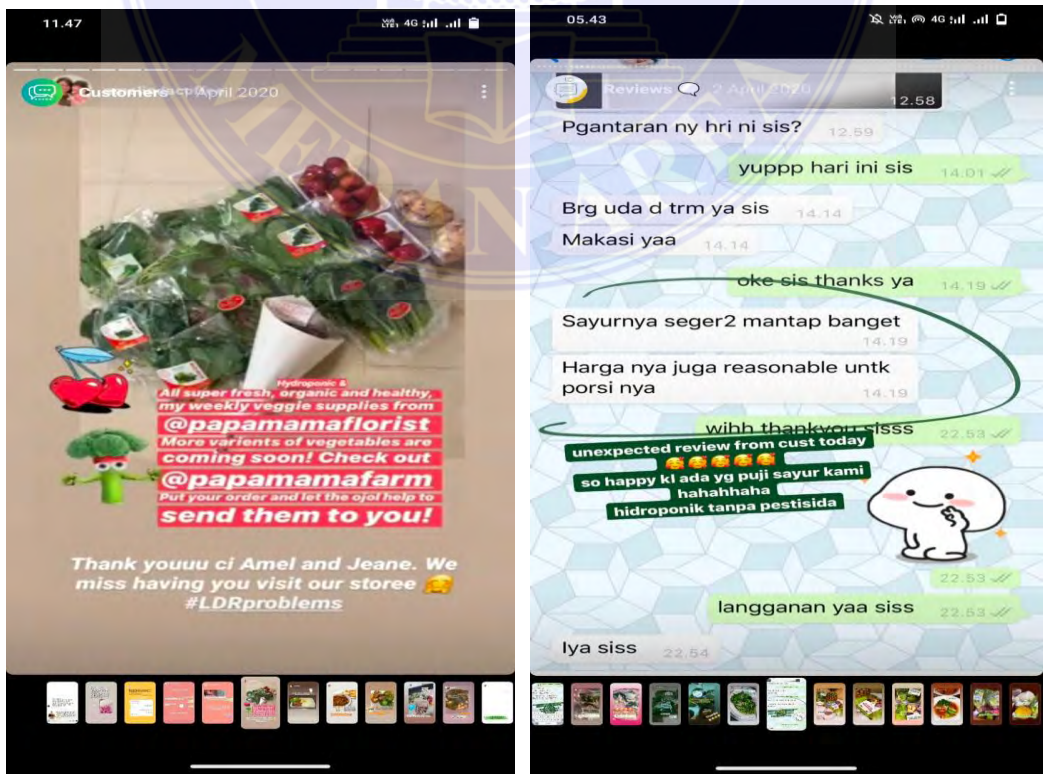 11.47
4G
Customers 1 April 2020
Hydroponic &
All super fresh, organic and healthy,
my weekly veggie supplies from
@papamamaflorist
More varients of vegetables are
coming soon! Check out
@papamamafarm
Put your order and let the ojol help to
send them to you!
Thank youuu ci Amel and Jeane. We
miss having you visit our storee
#LDRproblems
05.43
4G
Reviews 2 April 2020
12.58
Pgantaran ny hri ni sis? 12.59
yuppp hari ini sis 14.01
Brg uda d trm ya sis 14.14
Makasi yaa 14.14
oke sis thanks ya 14.19
Sayurnya seger2 mantap banget
14.19
Harga nya juga reasonable untk
porsi nya 14.19
wihh thankyou sisss 22.53
unexpected review from cust today
so happy kl ada yg puji sayur kami
hahahhaha
hidroponik tanpa pestisida
22.53
langganan yaa siss 22.53
Iya siss 22.54